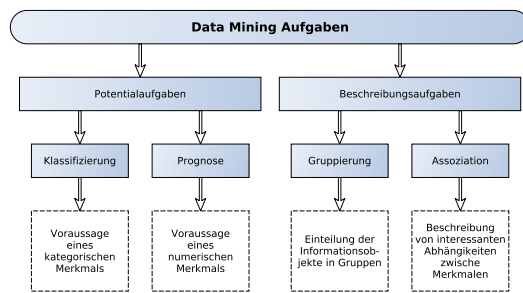 Data Mining Aufgaben
Potentialaufgaben
Beschreibungsaufgaben
Klassifizierung
Prognose
Gruppierung
Assoziation
Voraussage
eines
kategorischen
Merkmals
Voraussage
eines
numerischen
Merkmals
Einteilung der
Informationsob-
jekte in Gruppen
Beschreibung
von interessanten
Abhängikeiten
zwische
Merkmalen